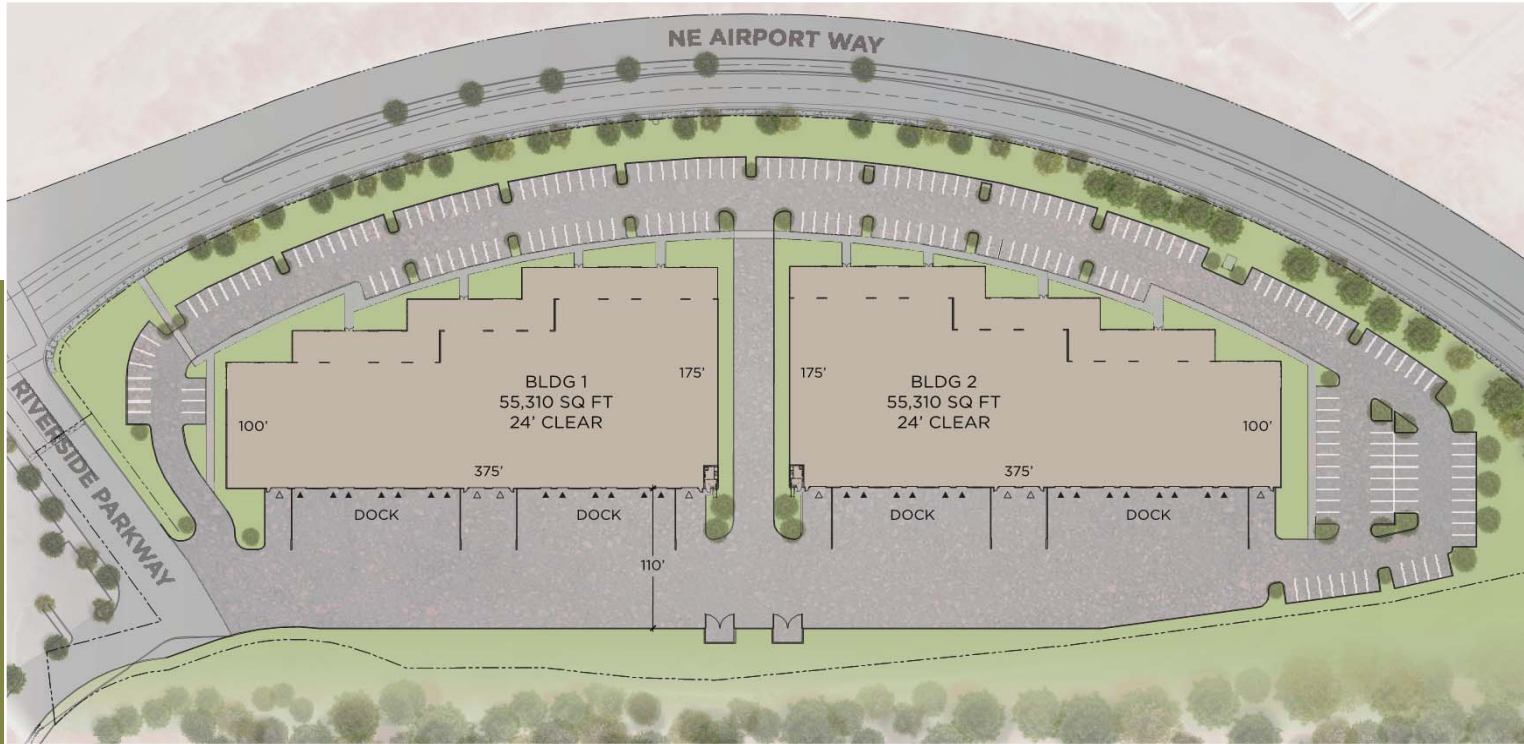 NE AIRPORT WAY
RIVERSIDE PARKWAY
BLDG 1
55,310 SQ FT
24' CLEAR
175'
100'
375'
175'
BLDG 2
55,310 SQ FT
24' CLEAR
100'
375'
DOCK
DOCK
DOCK
DOCK
110'